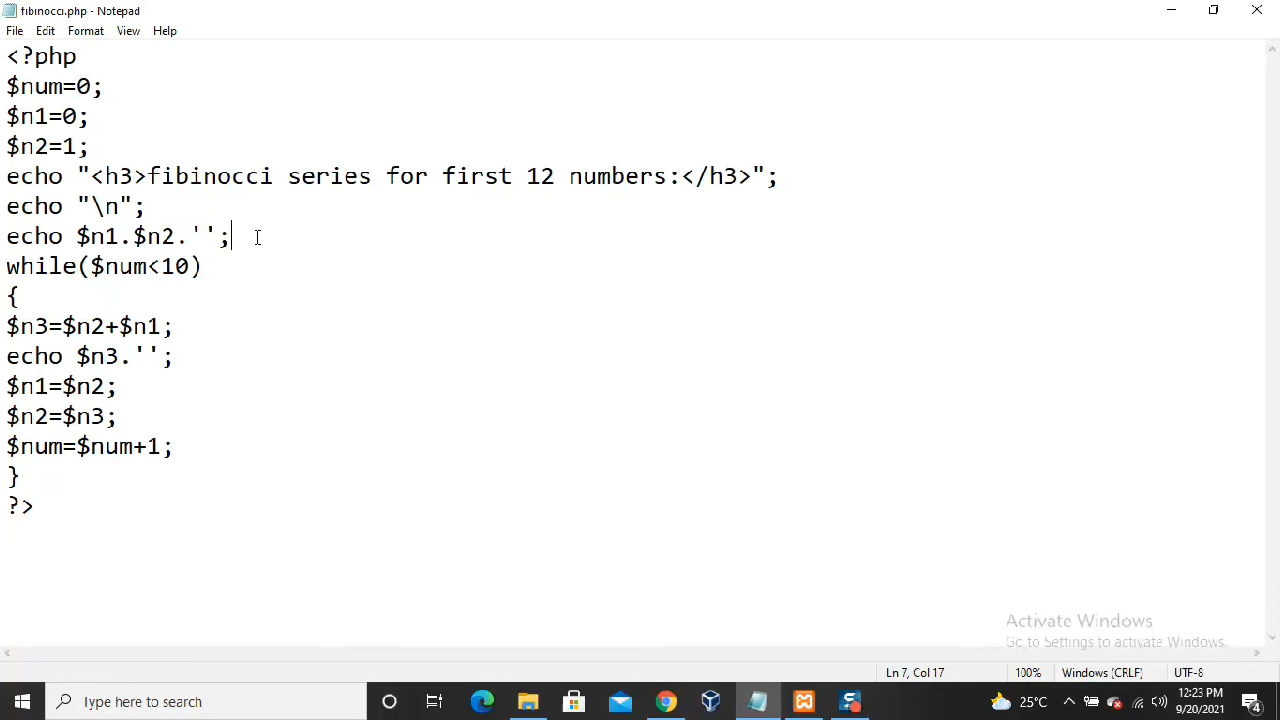 fibinocci.php - Notepad
File Edit Format View Help
<?php
$num=0;
$n1=0;
$n2=1;
echo "<h3>fibinocci series for first 12 numbers:</h3>";
echo "\n";
echo $n1.$n2.'';
while($num<10)
{
$n3=$n2+$n1;
echo $n3.'';
$n1=$n2;
$n2=$n3;
$num=$num+1;
}
?>
Activate Windows
Go to Settings to activate Windows.
Ln 7, Col 17 100% Windows (CRLF) UTF-8
Type here to search 25°C 12:23 PM
9/20/2021 4